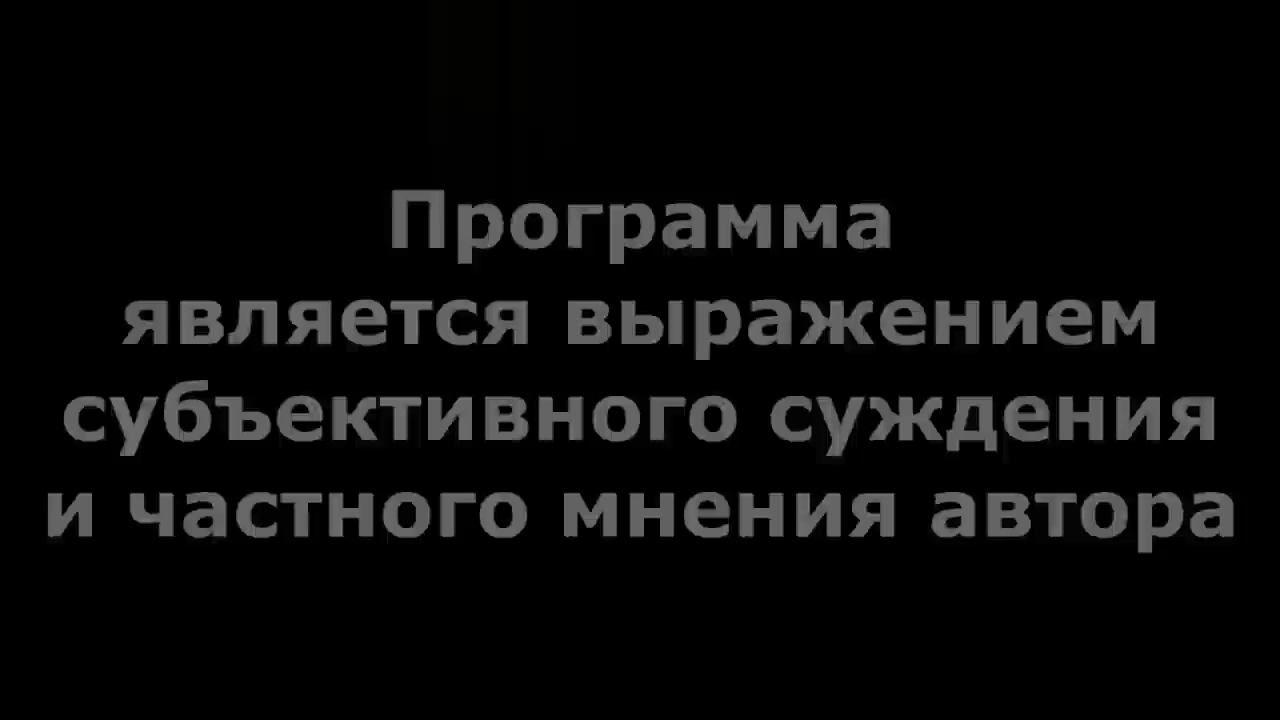 Программа
является выражением
субъективного суждения
и частного мнения автора